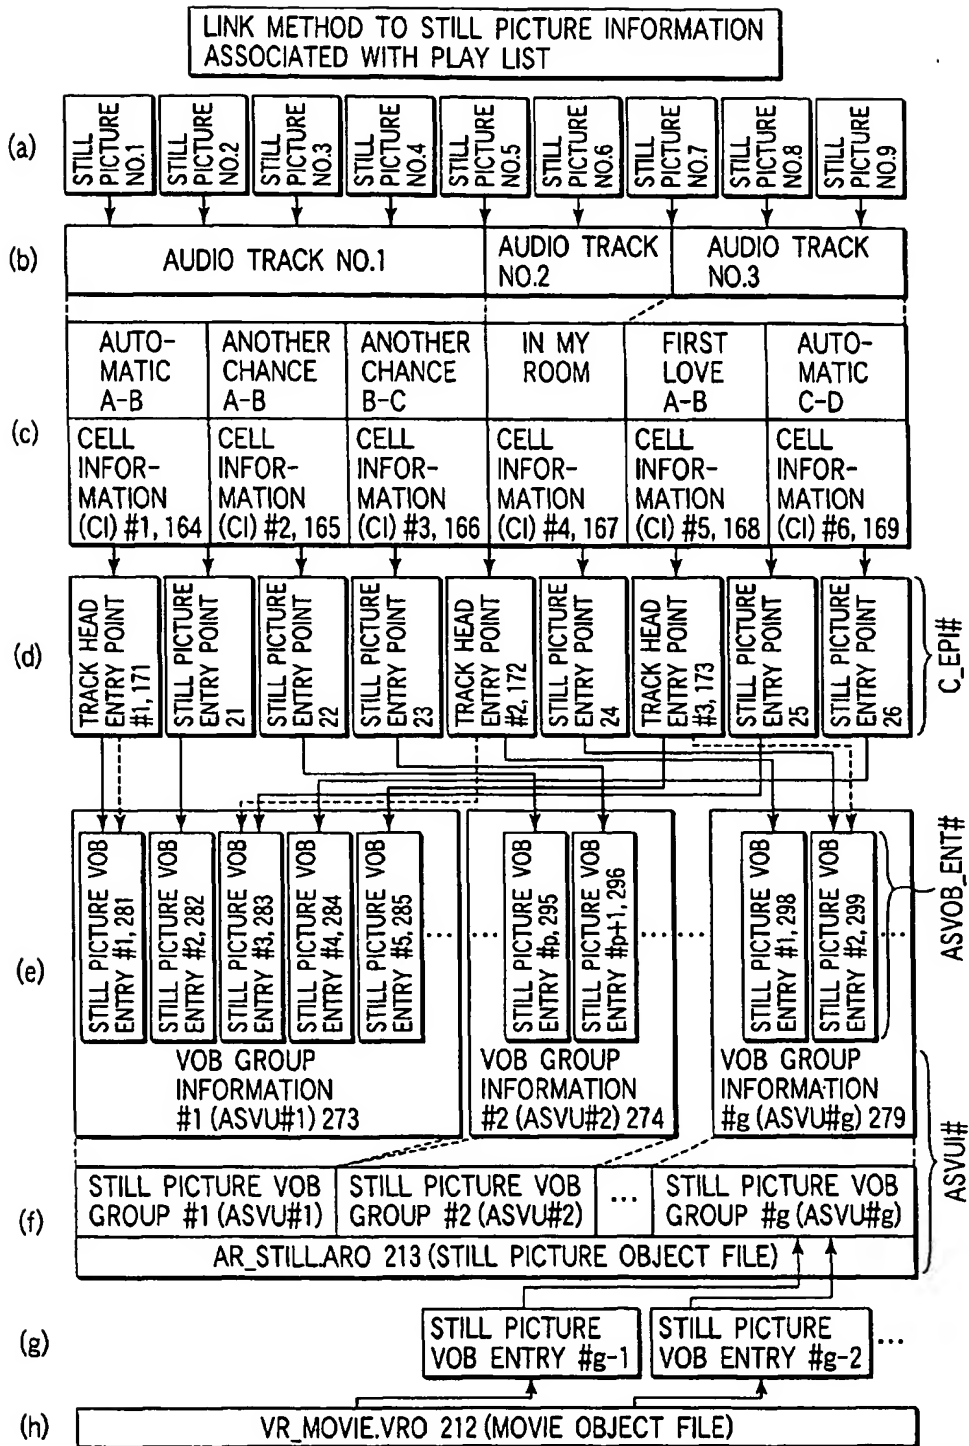 LINK METHOD TO STILL PICTURE INFORMATION
ASSOCIATED WITH PLAY LIST
(a)
STILL
PICTURE
NO.1
STILL
PICTURE
NO.2
STILL
PICTURE
NO.3
STILL
PICTURE
NO.4
STILL
PICTURE
NO.5
STILL
PICTURE
NO.6
STILL
PICTURE
NO.7
STILL
PICTURE
NO.8
STILL
PICTURE
NO.9
(b)
AUDIO TRACK NO.1
AUDIO TRACK
NO.2
AUDIO TRACK
NO.3
(c)
AUTO-
MATIC
A-B
ANOTHER
CHANCE
A-B
ANOTHER
CHANCE
B-C
IN MY
ROOM
FIRST
LOVE
A-B
AUTO-
MATIC
C-D
CELL
INFOR-
MATION
(CI) #1, 164
CELL
INFOR-
MATION
(CI) #2, 165
CELL
INFOR-
MATION
(CI) #3, 166
CELL
INFOR-
MATION
(CI) #4, 167
CELL
INFOR-
MATION
(CI) #5, 168
CELL
INFOR-
MATION
(CI) #6, 169
(d)
TRACK HEAD
ENTRY POINT
#1, 171
STILL PICTURE
ENTRY POINT
21
STILL PICTURE
ENTRY POINT
22
STILL PICTURE
ENTRY POINT
23
TRACK HEAD
ENTRY POINT
#2, 172
STILL PICTURE
ENTRY POINT
24
TRACK HEAD
ENTRY POINT
#3, 173
STILL PICTURE
ENTRY POINT
25
STILL PICTURE
ENTRY POINT
26
C_EPI#
(e)
STILL PICTURE VOB
ENTRY #1, 281
STILL PICTURE VOB
ENTRY #2, 282
STILL PICTURE VOB
ENTRY #3, 283
STILL PICTURE VOB
ENTRY #4, 284
STILL PICTURE VOB
ENTRY #5, 285
.....
....
STILL PICTURE VOB
ENTRY #p, 295
STILL PICTURE VOB
ENTRY #p+1, 296
.....
....
STILL PICTURE VOB
ENTRY #1, 298
STILL PICTURE VOB
ENTRY #2, 299
....
ASVOB_ENT#
VOB GROUP
INFORMATION
#1 (ASVU#1) 273
VOB GROUP
INFORMATION
#2 (ASVU#2) 274
VOB GROUP
INFORMATION
#g (ASVU#g) 279
ASVUI#
(f)
STILL PICTURE VOB
GROUP #1 (ASVU#1)
STILL PICTURE VOB
GROUP #2 (ASVU#2)
...
STILL PICTURE VOB
GROUP #g (ASVU#g)
AR_STILL.ARO 213 (STILL PICTURE OBJECT FILE)
(g)
STILL PICTURE
VOB ENTRY #g-1
STILL PICTURE
VOB ENTRY #g-2
...
(h)
VR_MOVIE.VRO 212 (MOVIE OBJECT FILE)